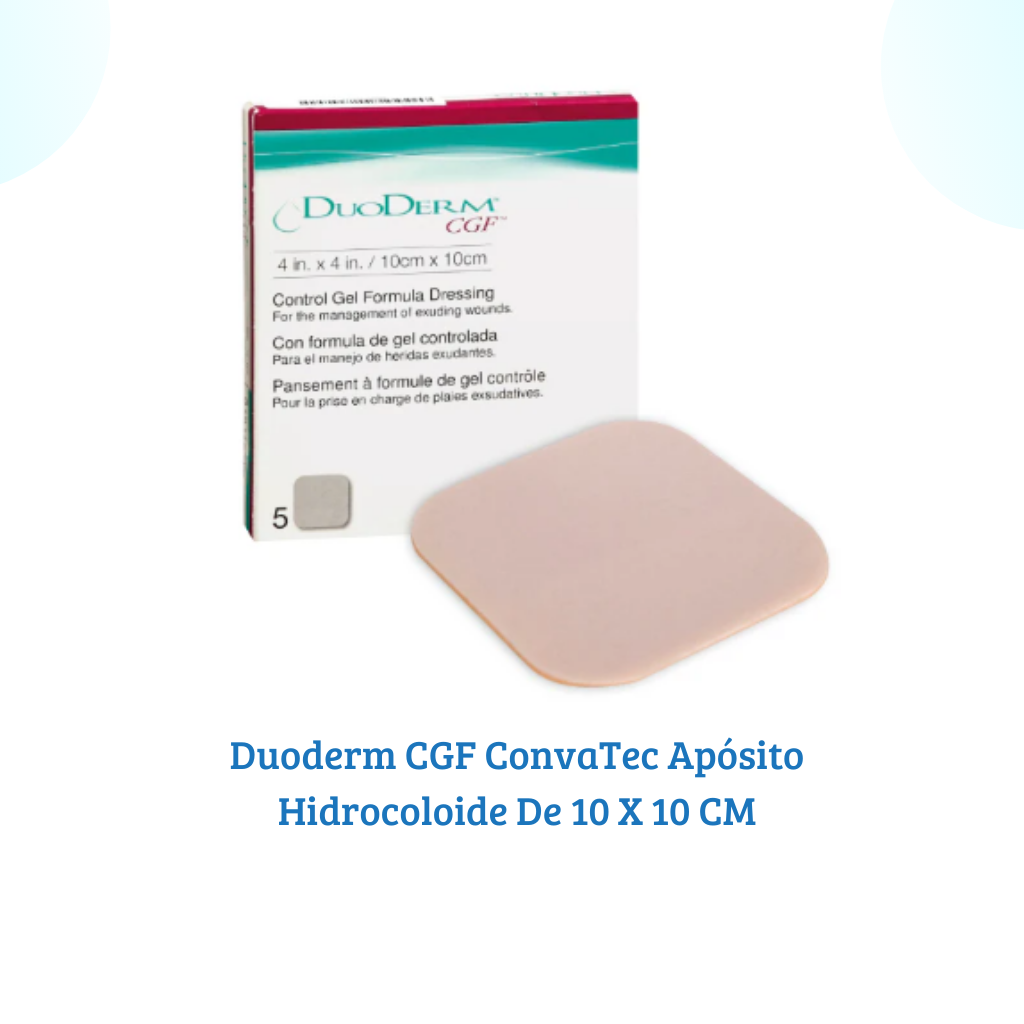 DUODERM®
CGF™
4 in. x 4 in. / 10cm x 10cm
Control Gel Formula Dressing
For the management of exuding wounds.
Con formula de gel controlada
Para el manejo de heridas exudantes.
Pansement à formule de gel contrôle
Pour la prise en charge de plaies exsudatives.
5
Duoderm CGF ConvaTec Apósito
Hidrocoloide De 10 X 10 CM